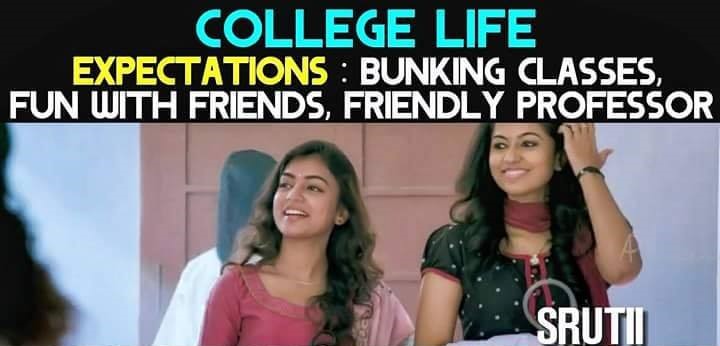 COLLEGE LIFE
EXPECTATIONS : BUNKING CLASSES,
FUN WITH FRIENDS, FRIENDLY PROFESSOR
SRUTII